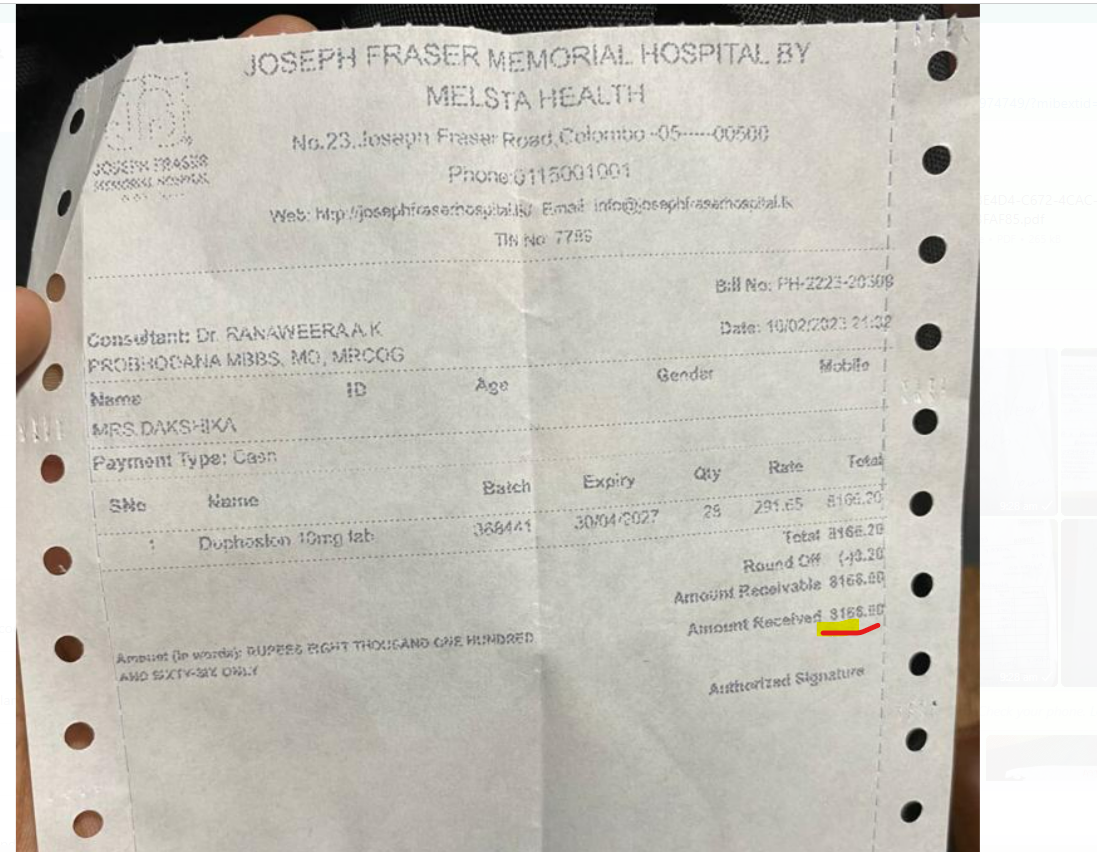 JOSEPH FRASER MEMORIAL HOSPITAL BY
MELSTA HEALTH
JOSEPH FRASER
MEMORIAL HOSPITAL
No.23,Joseph Fraser Road,Colombo -05-----00500
Phone:0115001001
Web: http://josephfraserhospital.lk/ Email: info@josephfraserhospital.lk
TIN No: 7786
Bill No: PH-2223-20308
Consultant: Dr. RANAWEERA A.K
Date: 10/02/2023 21:32
PROBHODANA MBBS, MO, MRCOG
Name ID Age Gender Mobile
MRS.DAKSHIKA
Payment Type: Cash
SNo Name Batch Expiry Qty Rate Total
1 Duphoston 10mg tab 368441 30/04/2027 28 291.65 8166.20
Total 8166.20
Round Off (-)0.20
Amount Receivable 8166.00
Amount Received 8166.00
Amount (in words): RUPEES EIGHT THOUSAND ONE HUNDRED
AND SIXTY-SIX ONLY
Authorized Signature